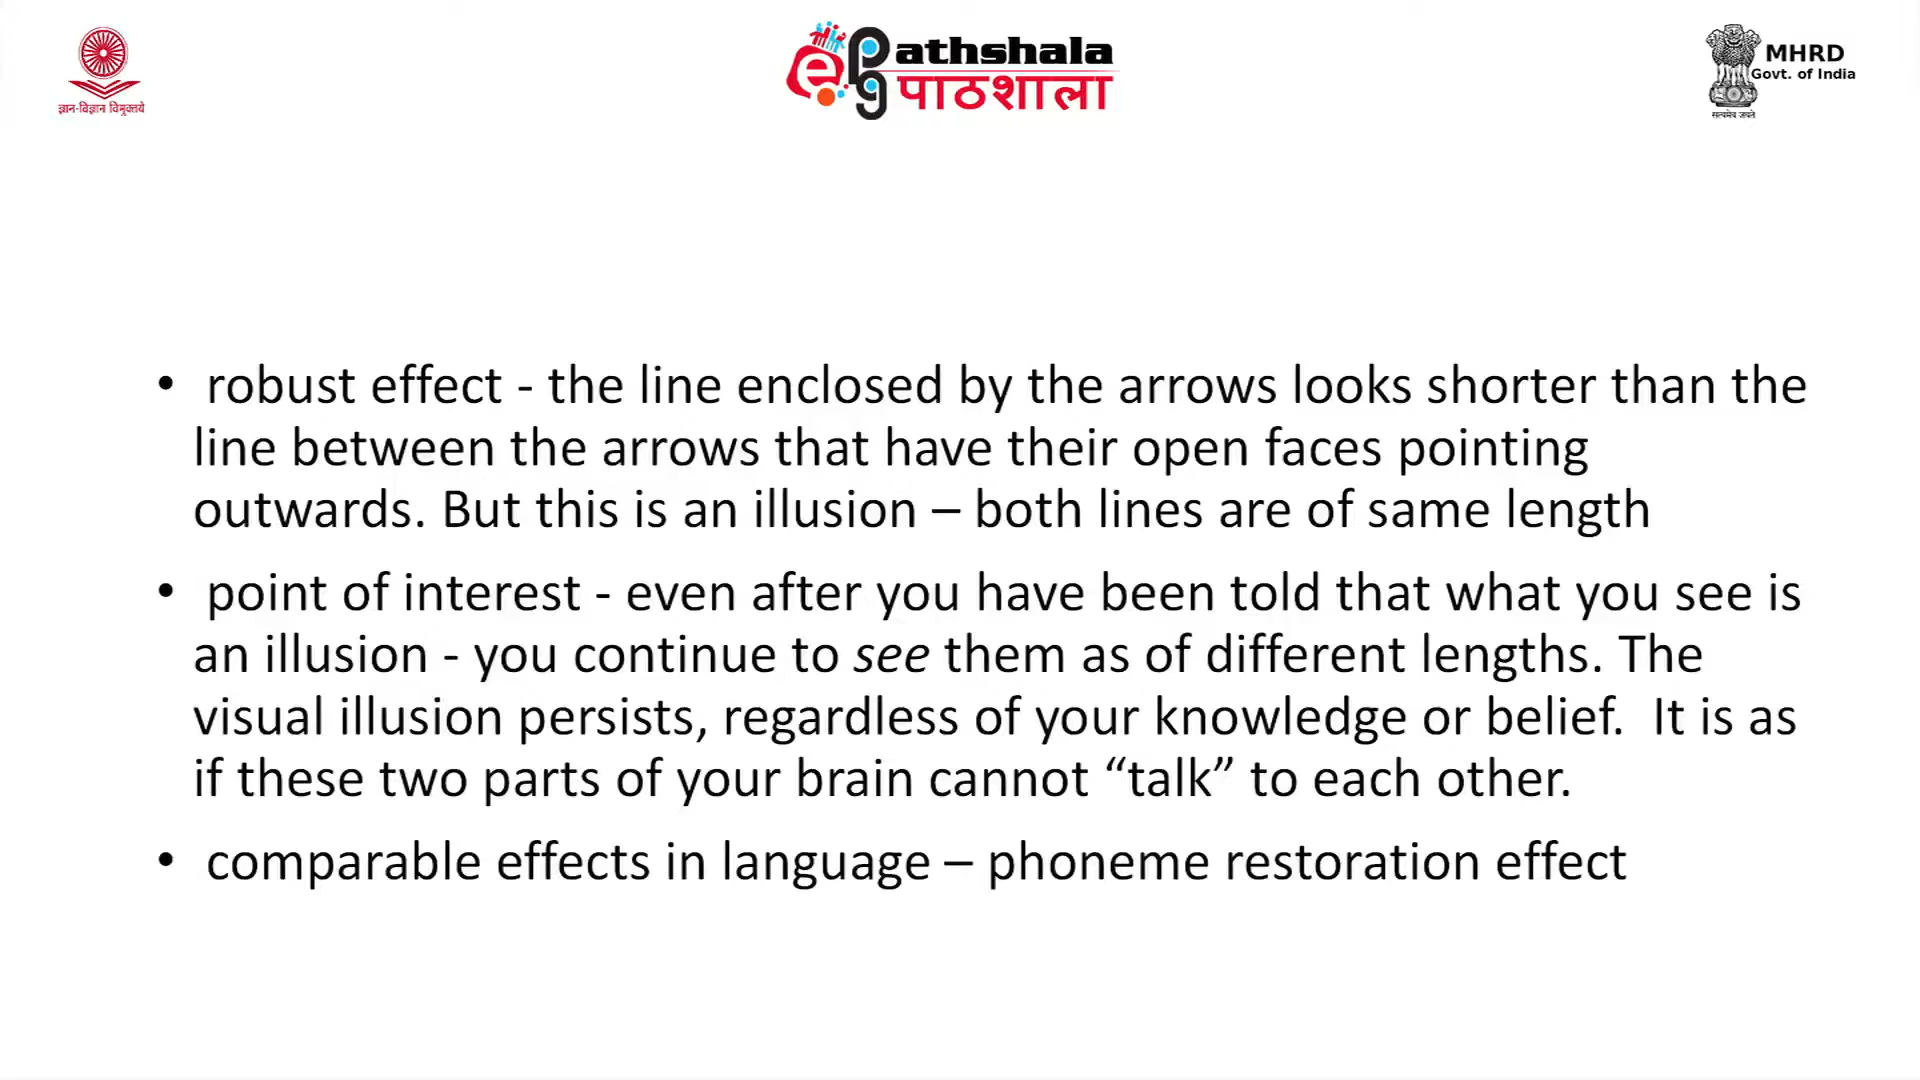 ज्ञान-विज्ञान विमुक्तये
ePG athshala
पाठशाला
MHRD
Govt. of India
सत्यमेव जयते
• robust effect - the line enclosed by the arrows looks shorter than the
line between the arrows that have their open faces pointing
outwards. But this is an illusion – both lines are of same length
• point of interest - even after you have been told that what you see is
an illusion - you continue to see them as of different lengths. The
visual illusion persists, regardless of your knowledge or belief.  It is as
if these two parts of your brain cannot “talk” to each other.
• comparable effects in language – phoneme restoration effect